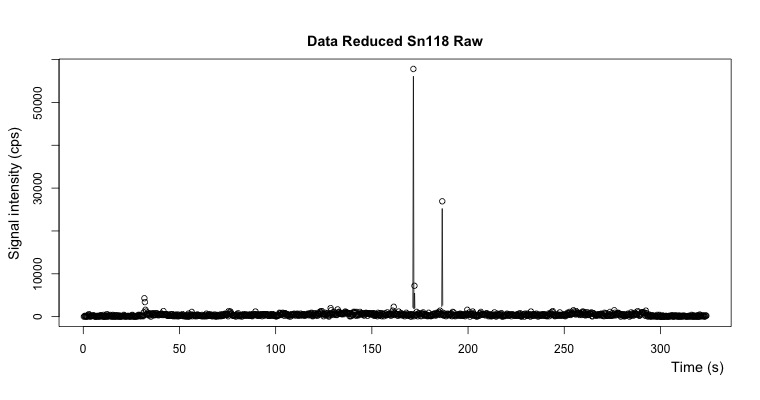 Data Reduced Sn118 Raw
Signal intensity (cps)
50000
30000
10000
0
0 50 100 150 200 250 300
Time (s)